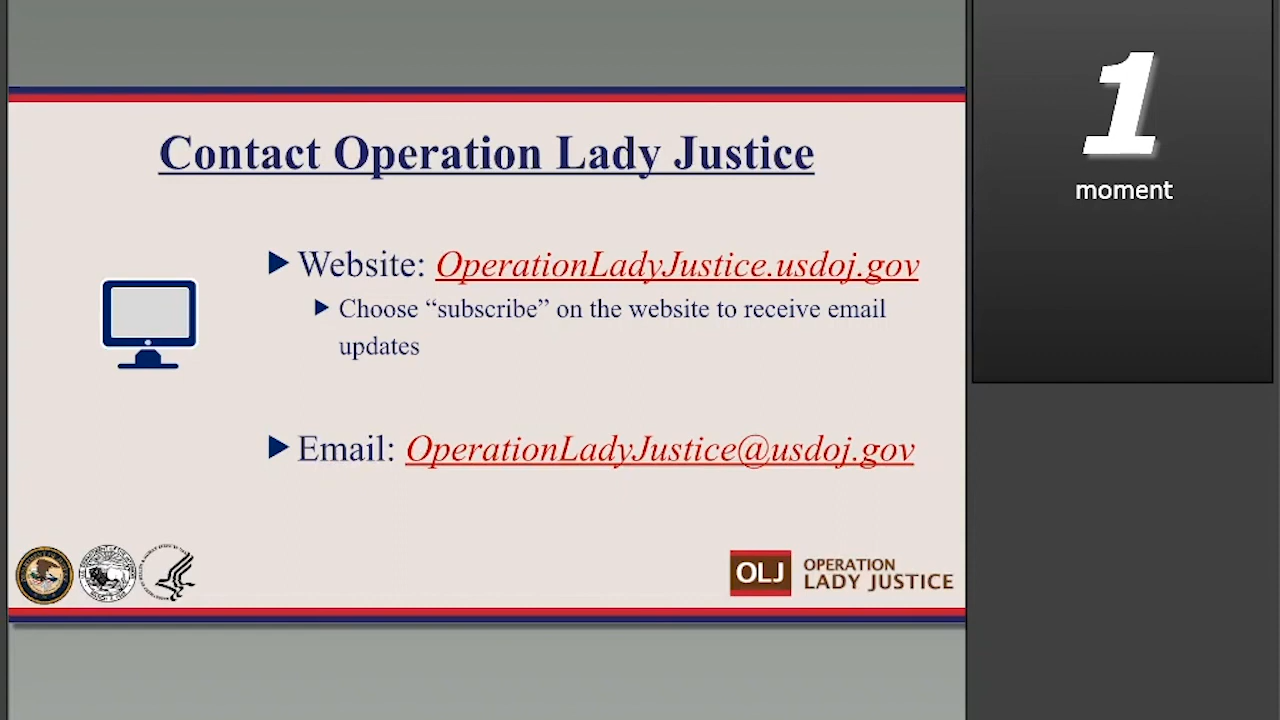 Contact Operation Lady Justice
Website: OperationLadyJustice.usdoj.gov
Choose “subscribe” on the website to receive email
updates
Email: OperationLadyJustice@usdoj.gov
OLJ
OPERATION
LADY JUSTICE
1
moment